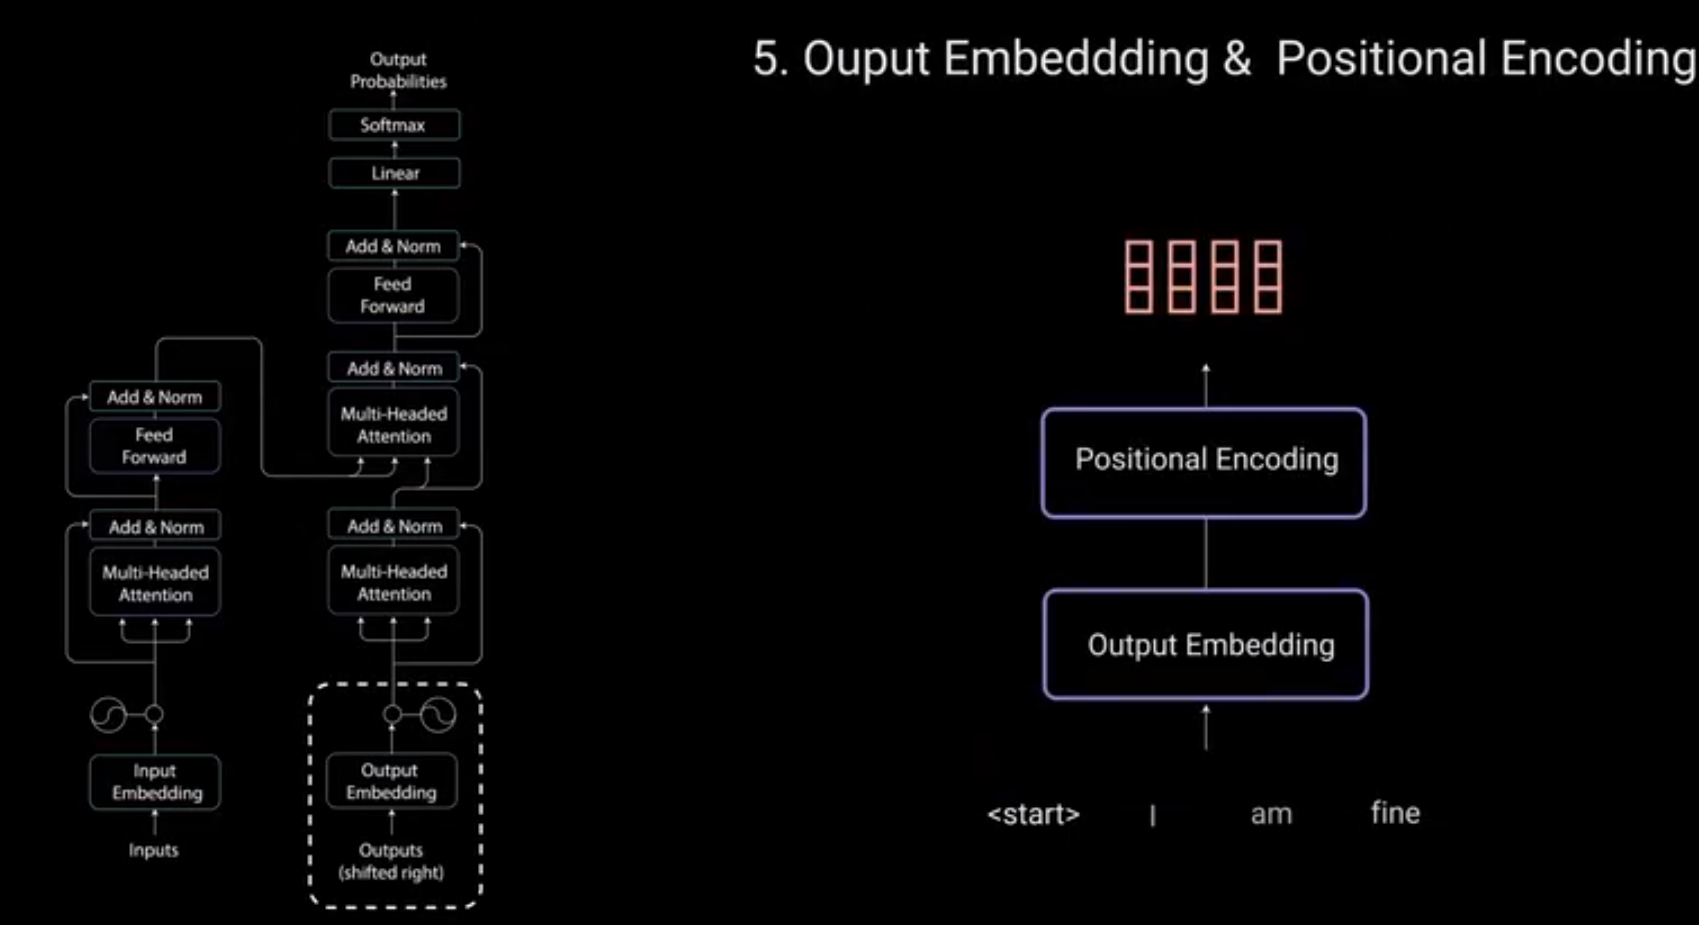 5. Ouput Embeddding & Positional Encoding
Output
Probabilities
Softmax
Linear
Add & Norm
Feed
Forward
Add & Norm
Multi-Headed
Attention
Add & Norm
Multi-Headed
Attention
Output
Embedding
Outputs
(shifted right)
Add & Norm
Feed
Forward
Add & Norm
Multi-Headed
Attention
Input
Embedding
Inputs
Positional Encoding
Output Embedding
<start> I am fine